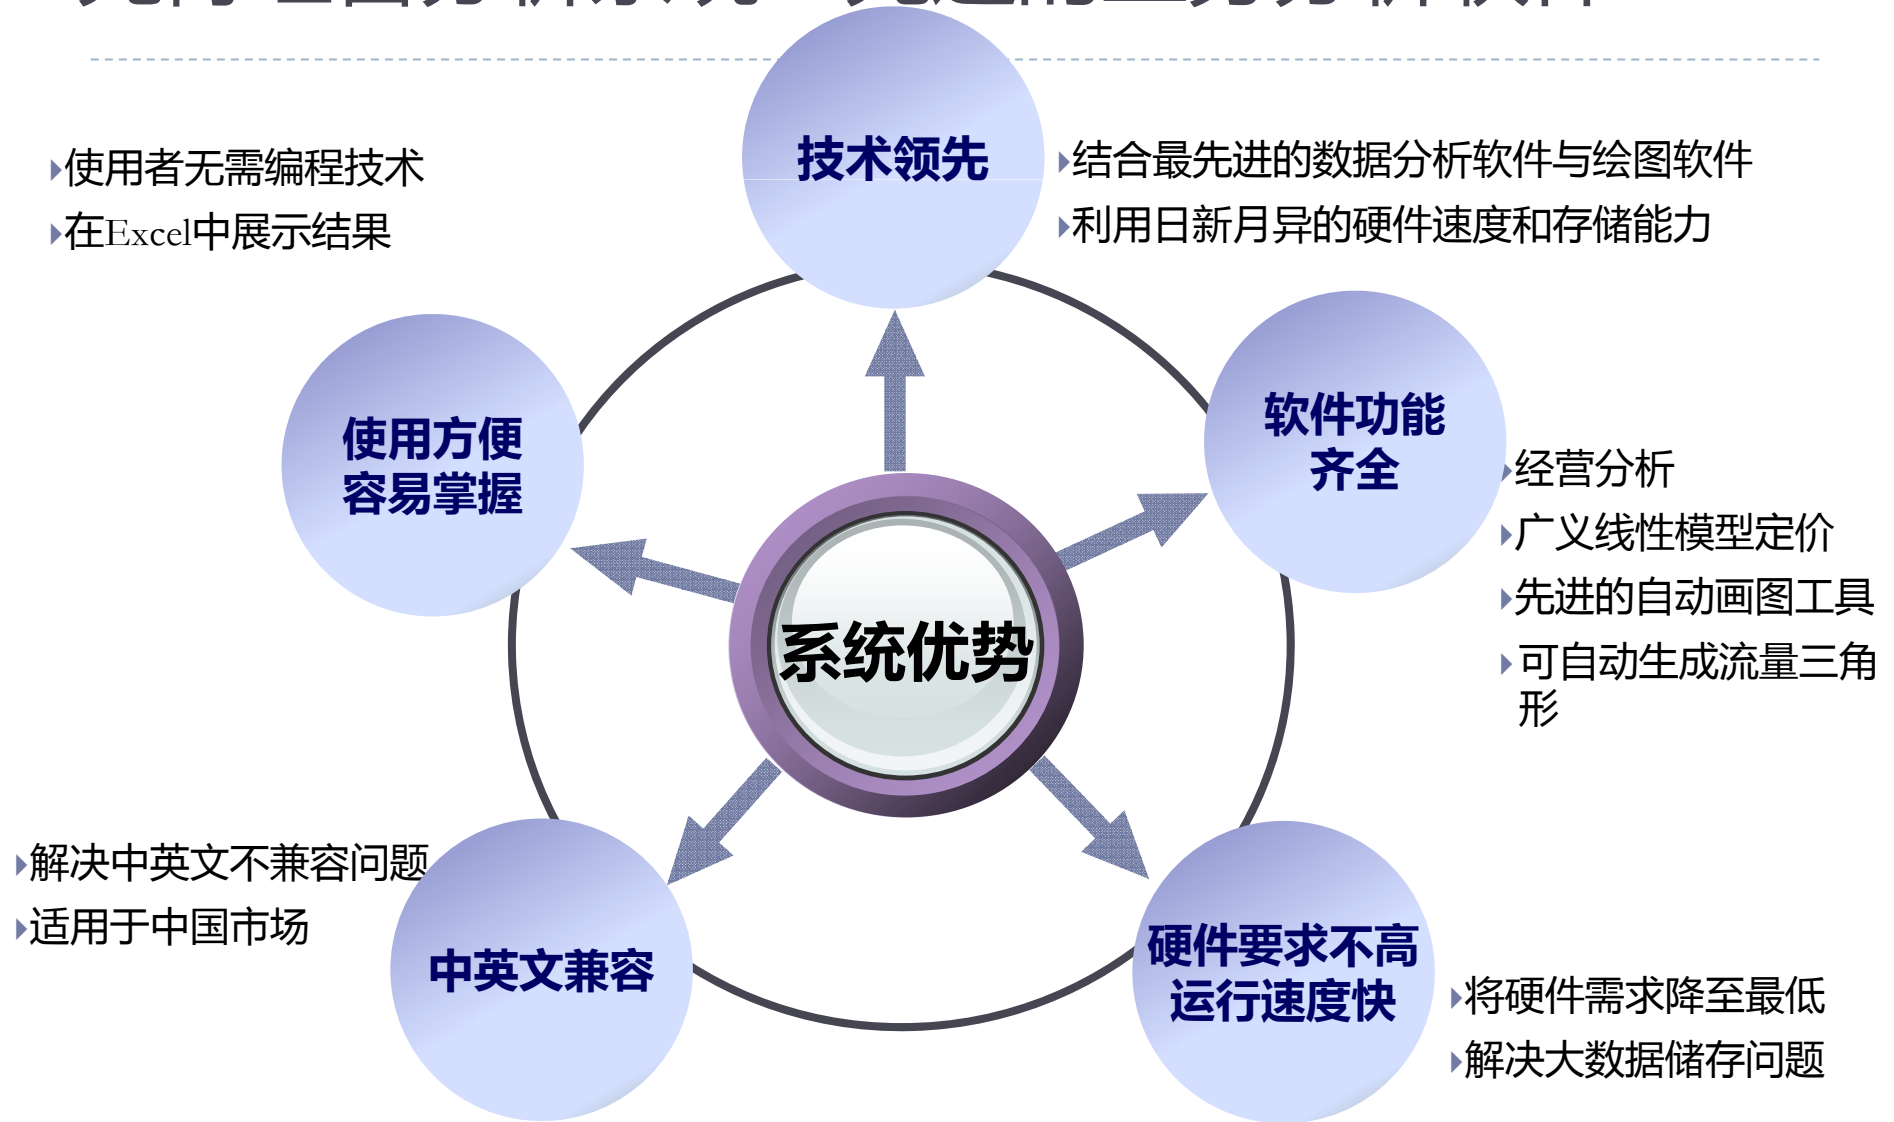 技术领先
使用者无需编程技术
在Excel中展示结果
结合最先进的数据分析软件与绘图软件
利用日新月异的硬件速度和存储能力
使用方便
容易掌握
软件功能
齐全
经营分析
广义线性模型定价
先进的自动画图工具
可自动生成流量三角
形
系统优势
解决中英文不兼容问题
适用于中国市场
中英文兼容
硬件要求不高
运行速度快
将硬件需求降至最低
解决大数据储存问题